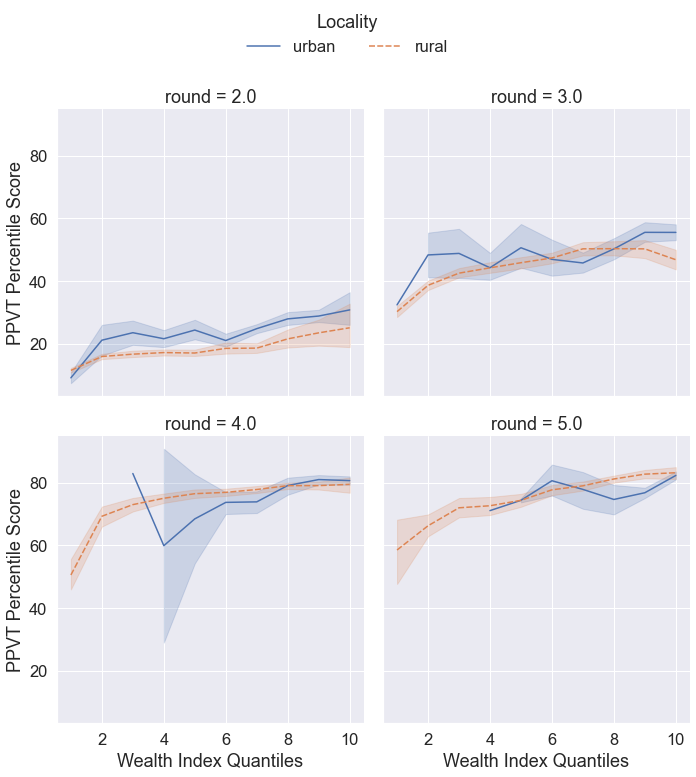 Locality
urban rural
round = 2.0 round = 3.0
80
60
40
20
PPVT Percentile Score
round = 4.0 round = 5.0
80
60
40
20
PPVT Percentile Score
2 4 6 8 10 2 4 6 8 10
Wealth Index Quantiles Wealth Index Quantiles